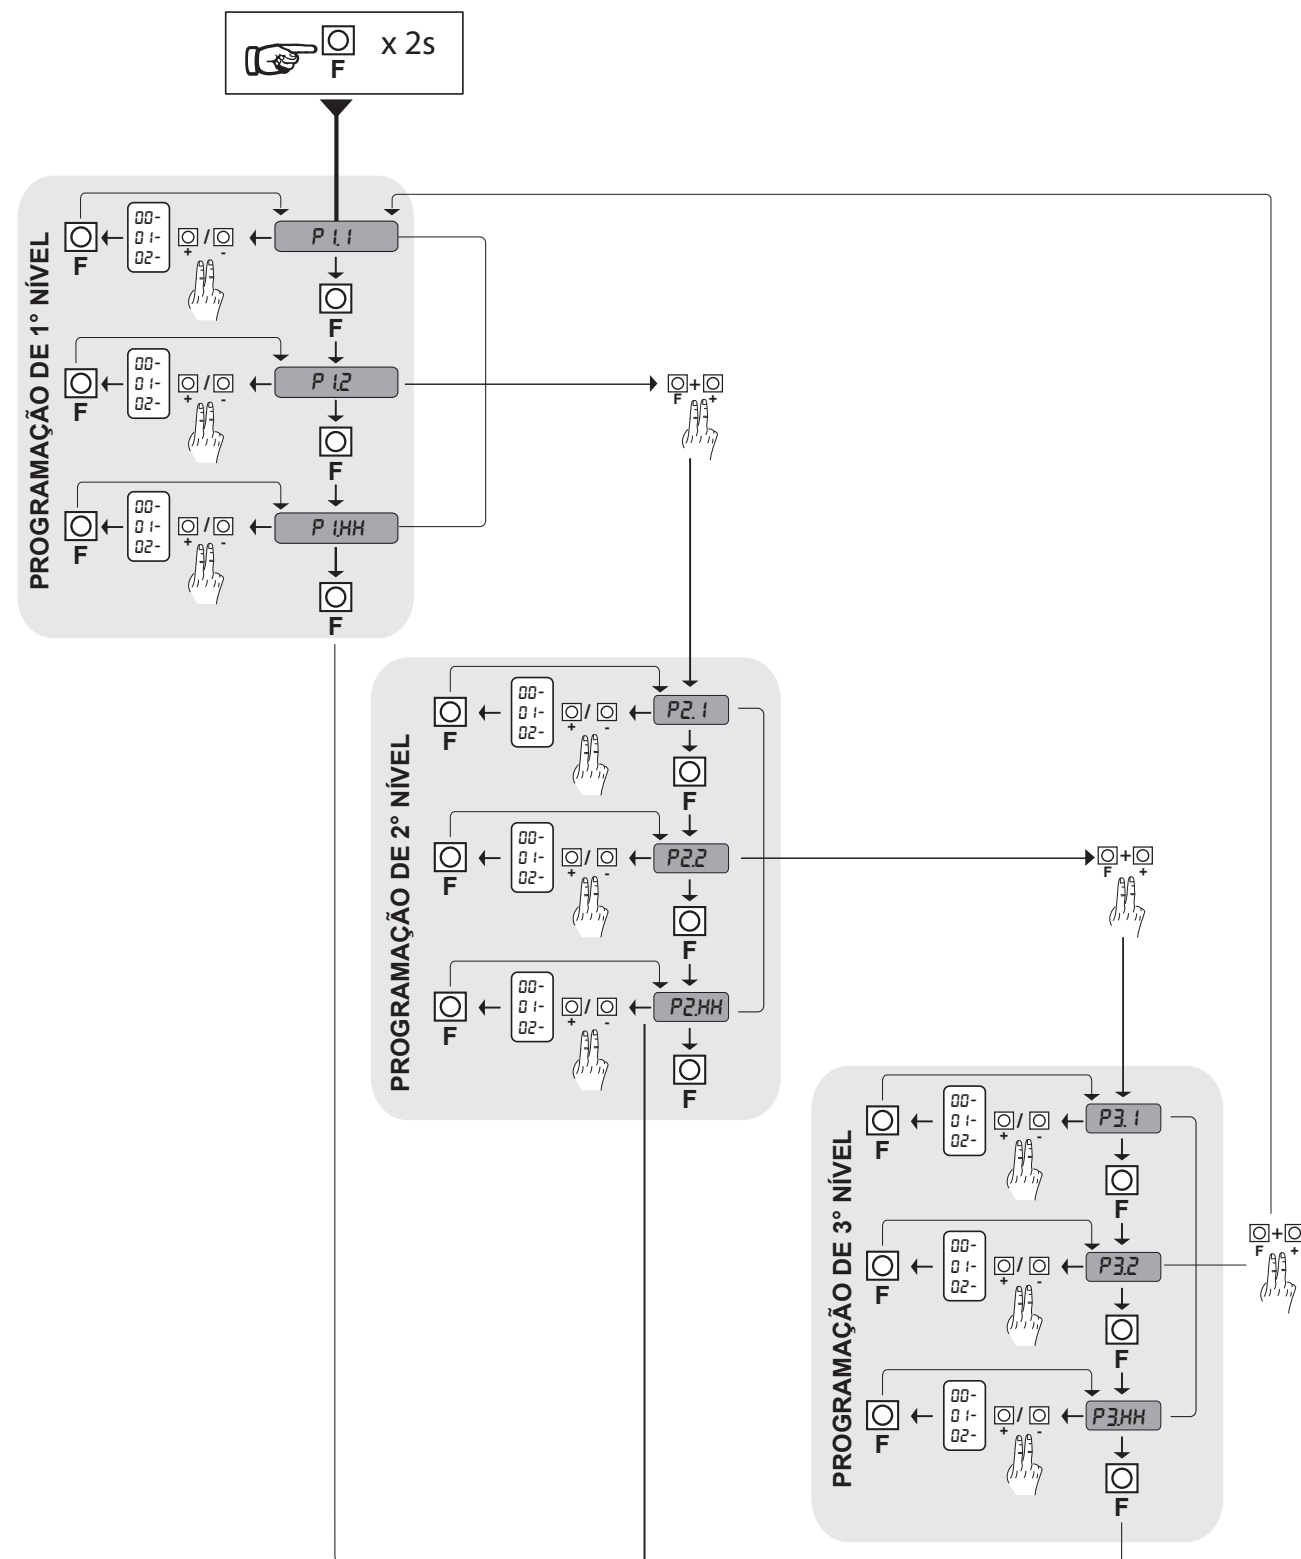 x 2s
F
PROGRAMAÇÃO DE 1° NÍVEL
00-
01-
02-
F
+ / -
P1.1
F
00-
01-
02-
F
+ / -
P1.2
F
F + +
00-
01-
02-
F
+ / -
P1.HH
F
PROGRAMAÇÃO DE 2° NÍVEL
00-
01-
02-
F
+ / -
P2.1
F
00-
01-
02-
F
+ / -
P2.2
F
F + +
00-
01-
02-
F
+ / -
P2.HH
F
PROGRAMAÇÃO DE 3° NÍVEL
00-
01-
02-
F
+ / -
P3.1
F
00-
01-
02-
F
+ / -
P3.2
F
F + +
00-
01-
02-
F
+ / -
P3.HH
F